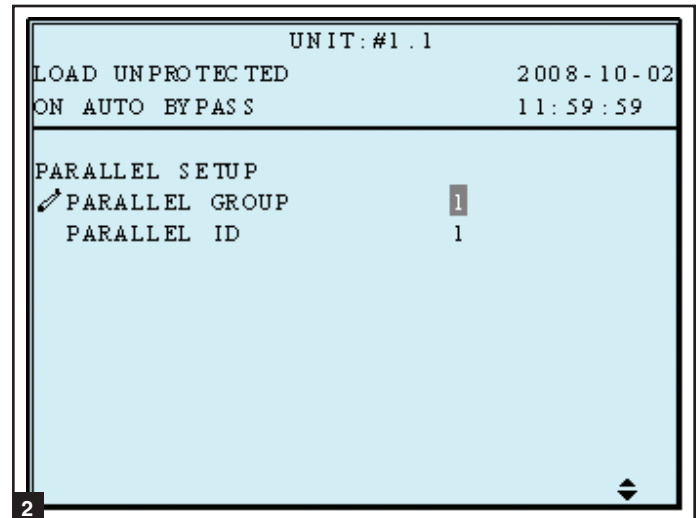 UNIT:#1.1
LOAD UNPROTECTED 2008-10-02
ON AUTO BYPASS 11:59:59
PARALLEL SETUP
PARALLEL GROUP 1
PARALLEL ID 1
2